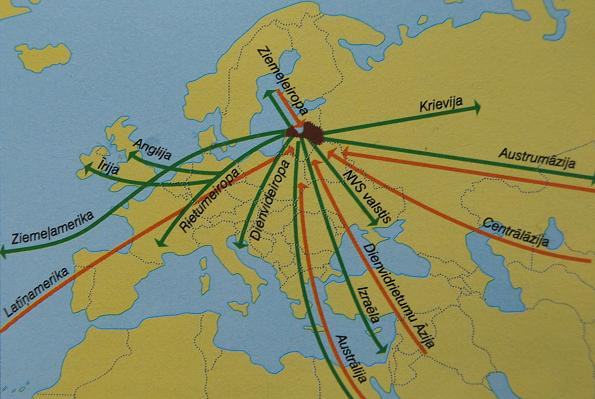 Ziemeļeiropa
Krievija
Anglija
Īrija
Austrumāzija
Rietumeiropa
Dienvideiropa
NVS valstis
Ziemeļamerika
Centrālāzija
Latīņamerika
Izraēla
Dienvidrietumu Āzija
Austrālija